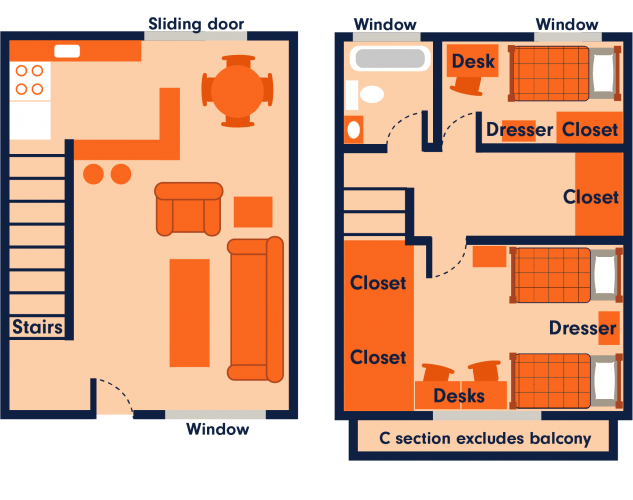 Sliding door
Stairs
Window
Window
Window
Desk
Dresser
Closet
Closet
Closet
Dresser
Closet
Desks
C section excludes balcony